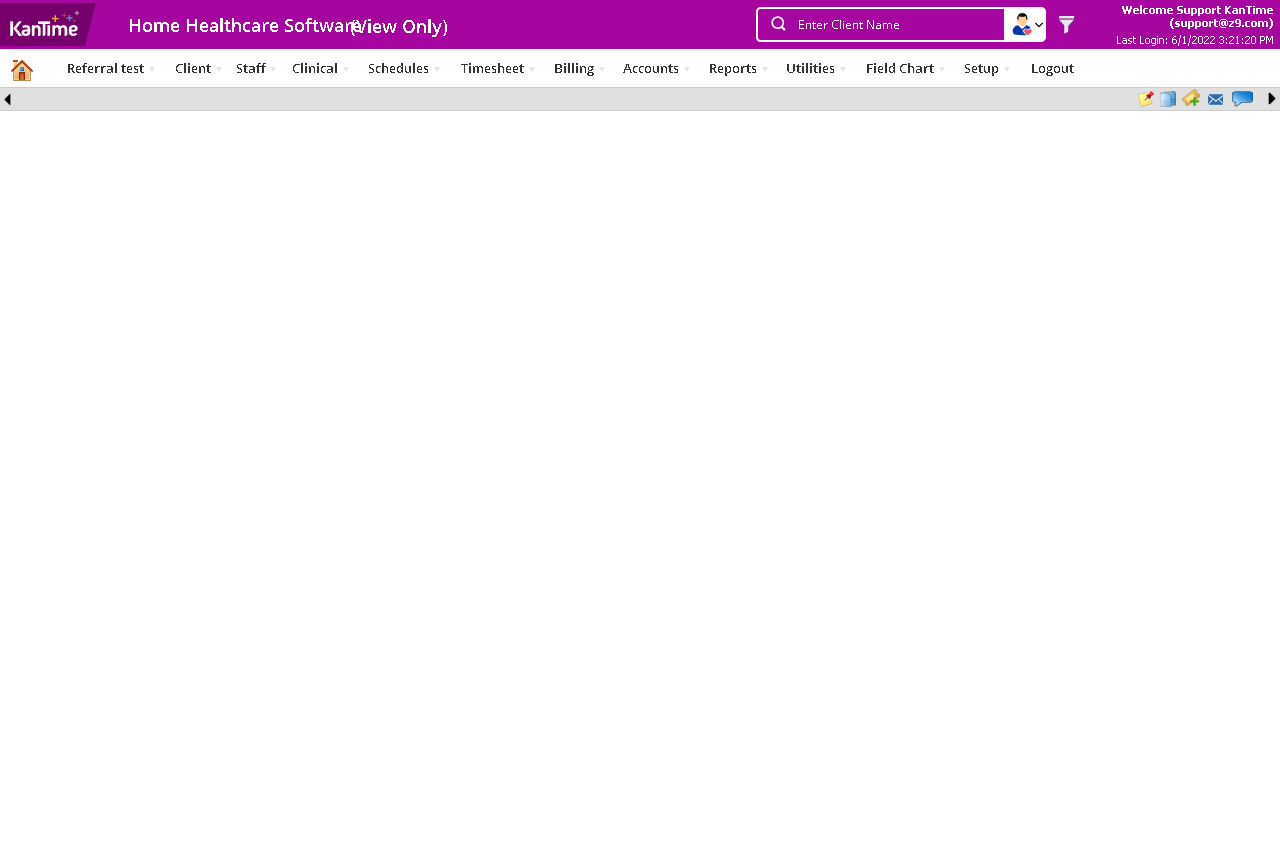 KanTime
Home Healthcare Software (View Only)
Enter Client Name
Welcome Support KanTime
(support@z9.com)
Last Login: 6/1/2022 3:21:20 PM
Referral test Client Staff Clinical Schedules Timesheet Billing Accounts Reports Utilities Field Chart Setup Logout